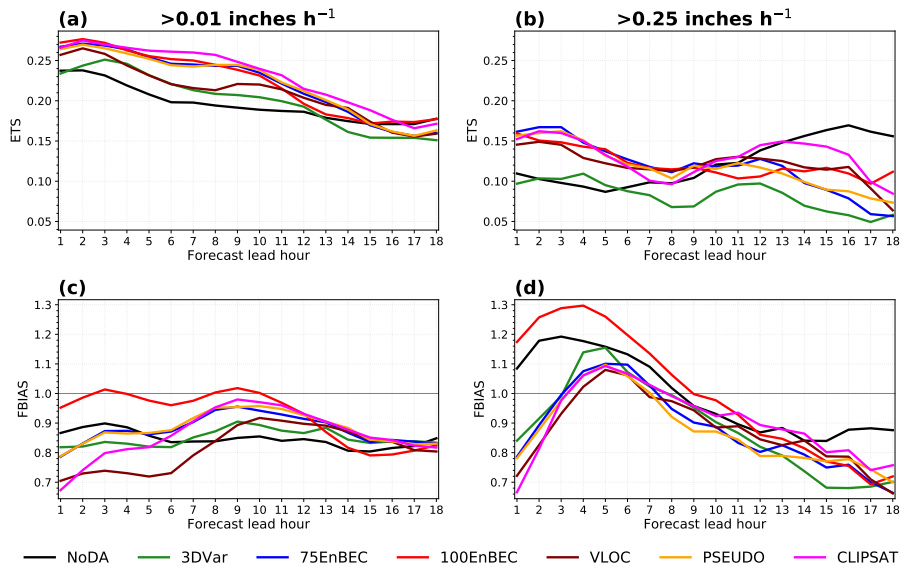 (a) >0.01 inches h⁻¹
(b) >0.25 inches h⁻¹
ETS
0.25
0.20
0.15
0.10
0.05
1 2 3 4 5 6 7 8 9 10 11 12 13 14 15 16 17 18
Forecast lead hour
ETS
0.25
0.20
0.15
0.10
0.05
1 2 3 4 5 6 7 8 9 10 11 12 13 14 15 16 17 18
Forecast lead hour
(c)
(d)
FBIAS
1.3
1.2
1.1
1.0
0.9
0.8
0.7
1 2 3 4 5 6 7 8 9 10 11 12 13 14 15 16 17 18
Forecast lead hour
FBIAS
1.3
1.2
1.1
1.0
0.9
0.8
0.7
1 2 3 4 5 6 7 8 9 10 11 12 13 14 15 16 17 18
Forecast lead hour
NoDA 3DVar 75EnBEC 100EnBEC VLOC PSEUDO CLIPSAT